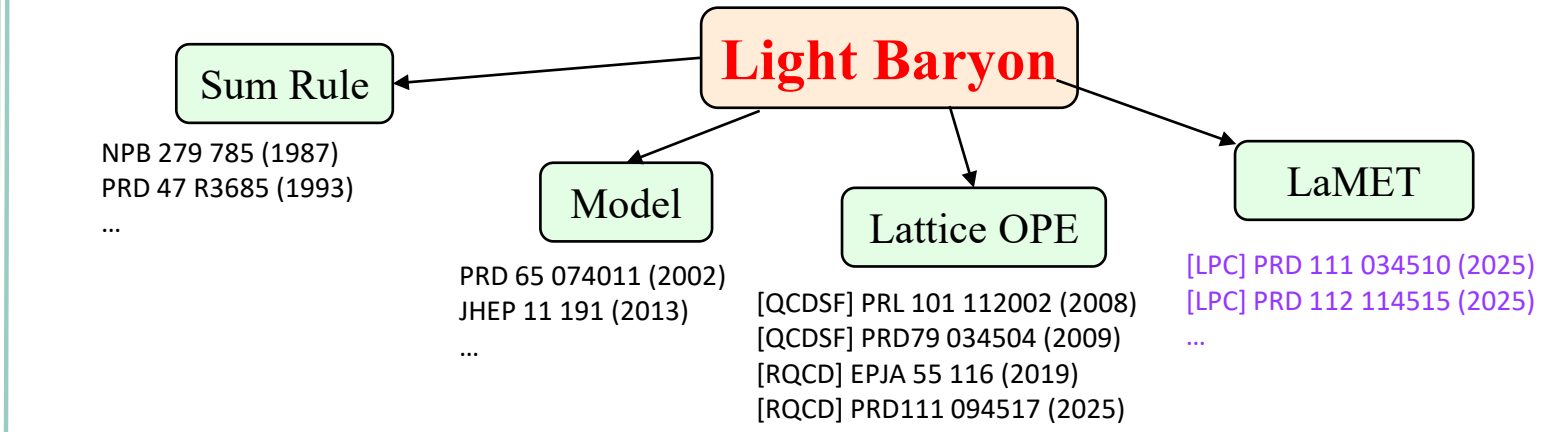 Light Baryon
Sum Rule
NPB 279 785 (1987)
PRD 47 R3685 (1993)
…
Model
PRD 65 074011 (2002)
JHEP 11 191 (2013)
…
Lattice OPE
[QCDSF] PRL 101 112002 (2008)
[QCDSF] PRD79 034504 (2009)
[RQCD] EPJA 55 116 (2019)
[RQCD] PRD111 094517 (2025)
LaMET
[LPC] PRD 111 034510 (2025)
[LPC] PRD 112 114515 (2025)
…